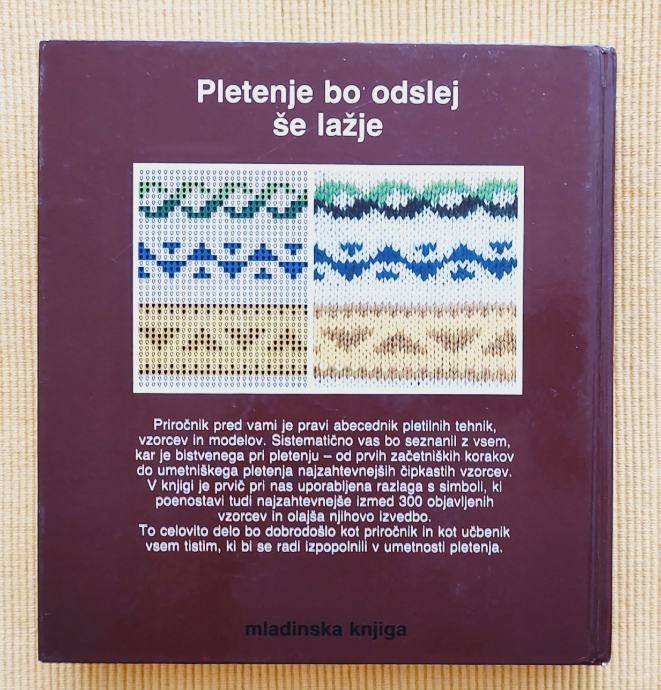 Pletenje bo odslej
še lažje
Priročnik pred vami je pravi abecednik pletilnih tehnik,
vzorcev in modelov. Sistematično vas bo seznanil z vsem,
kar je bistvenega pri pletenju – od prvih začetniških korakov
do umetniškega pletenja najzahtevnejših čipkastih vzorcev.
V knjigi je prvič pri nas uporabljena razlaga s simboli, ki
poenostavi tudi najzahtevnejše izmed 300 objavljenih
vzorcev in olajša njihovo izvedbo.
To celovito delo bo dobrodošlo kot priročnik in kot učbenik
vsem tistim, ki bi se radi izpopolnili v umetnosti pletenja.
mladinska knjiga